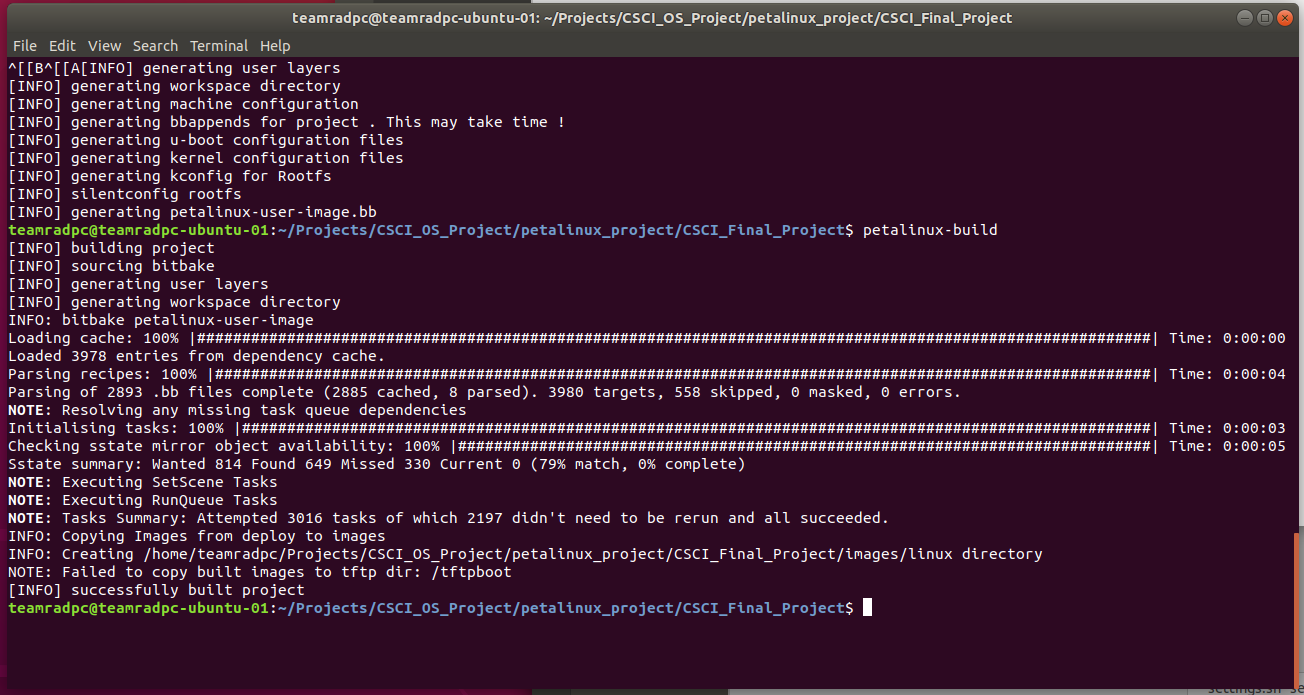 teamradpc@teamradpc-ubuntu-01: ~/Projects/CSCI_OS_Project/petalinux_project/CSCI_Final_Project
File Edit View Search Terminal Help
^[[B^[[A[INFO] generating user layers
[INFO] generating workspace directory
[INFO] generating machine configuration
[INFO] generating bbappends for project . This may take time !
[INFO] generating u-boot configuration files
[INFO] generating kernel configuration files
[INFO] generating kconfig for Rootfs
[INFO] silentconfig rootfs
[INFO] generating petalinux-user-image.bb
teamradpc@teamradpc-ubuntu-01:~/Projects/CSCI_OS_Project/petalinux_project/CSCI_Final_Project$ petalinux-build
[INFO] building project
[INFO] sourcing bitbake
[INFO] generating user layers
[INFO] generating workspace directory
INFO: bitbake petalinux-user-image
Loading cache: 100% |##########################################################################################################| Time: 0:00:00
Loaded 3978 entries from dependency cache.
Parsing recipes: 100% |########################################################################################################| Time: 0:00:04
Parsing of 2893 .bb files complete (2885 cached, 8 parsed). 3980 targets, 558 skipped, 0 masked, 0 errors.
NOTE: Resolving any missing task queue dependencies
Initialising tasks: 100% |#####################################################################################################| Time: 0:00:03
Checking sstate mirror object availability: 100% |#############################################################################| Time: 0:00:05
Sstate summary: Wanted 814 Found 649 Missed 330 Current 0 (79% match, 0% complete)
NOTE: Executing SetScene Tasks
NOTE: Executing RunQueue Tasks
NOTE: Tasks Summary: Attempted 3016 tasks of which 2197 didn't need to be rerun and all succeeded.
INFO: Copying Images from deploy to images
INFO: Creating /home/teamradpc/Projects/CSCI_OS_Project/petalinux_project/CSCI_Final_Project/images/linux directory
NOTE: Failed to copy built images to tftp dir: /tftpboot
[INFO] successfully built project
teamradpc@teamradpc-ubuntu-01:~/Projects/CSCI_OS_Project/petalinux_project/CSCI_Final_Project$